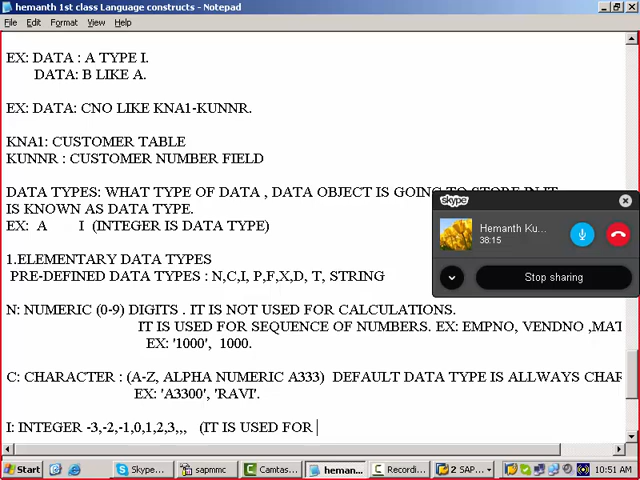 hemanth 1st class Language constructs - Notepad
File Edit Format View Help
EX: DATA : A TYPE I.
DATA: B LIKE A.
EX: DATA: CNO LIKE KNA1-KUNNR.
KNA1: CUSTOMER TABLE
KUNNR : CUSTOMER NUMBER FIELD
DATA TYPES: WHAT TYPE OF DATA , DATA OBJECT IS GOING TO STORE IN IT
IS KNOWN AS DATA TYPE.
skype
EX: A I (INTEGER IS DATA TYPE)
Hemanth Ku...
38:15
1.ELEMENTARY DATA TYPES
PRE-DEFINED DATA TYPES : N,C,I, P,F,X,D, T, STRING
Stop sharing
N: NUMERIC (0-9) DIGITS . IT IS NOT USED FOR CALCULATIONS.
IT IS USED FOR SEQUENCE OF NUMBERS. EX: EMPNO, VENDNO ,MAT
EX: '1000', 1000.
C: CHARACTER : (A-Z, ALPHA NUMERIC A333) DEFAULT DATA TYPE IS ALLWAYS CHAR
EX: 'A3300', 'RAVI'.
I: INTEGER -3,-2,-1,0,1,2,3,,, (IT IS USED FOR
Start Skype... sapmmc Camtas... heman... Recordi... 2 SAP... 10:51 AM